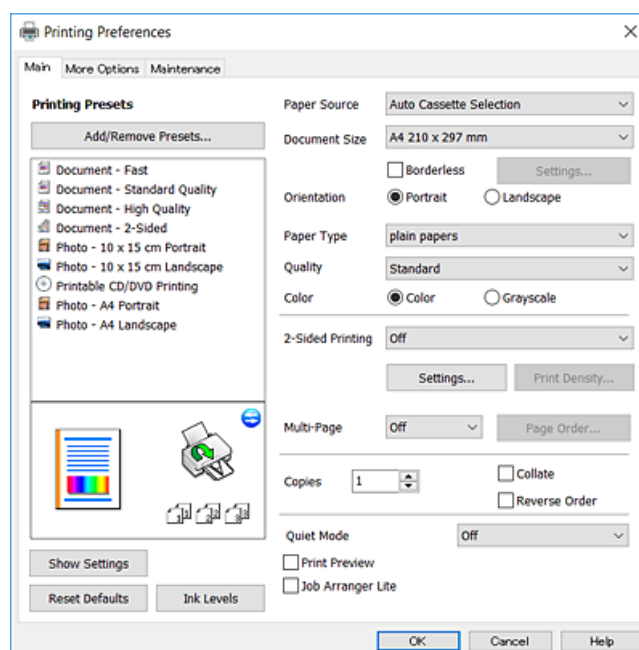 Printing Preferences
Main More Options Maintenance
Printing Presets
Add/Remove Presets...
Document - Fast
Document - Standard Quality
Document - High Quality
Document - 2-Sided
Photo - 10 x 15 cm Portrait
Photo - 10 x 15 cm Landscape
Printable CD/DVD Printing
Photo - A4 Portrait
Photo - A4 Landscape
Show Settings
Reset Defaults Ink Levels
Paper Source Auto Cassette Selection
Document Size A4 210 x 297 mm
Borderless Settings...
Orientation Portrait Landscape
Paper Type plain papers
Quality Standard
Color Color Grayscale
2-Sided Printing Off
Settings... Print Density...
Multi-Page Off Page Order...
Copies 1 Collate
Reverse Order
Quiet Mode Off
Print Preview
Job Arranger Lite
OK Cancel Help